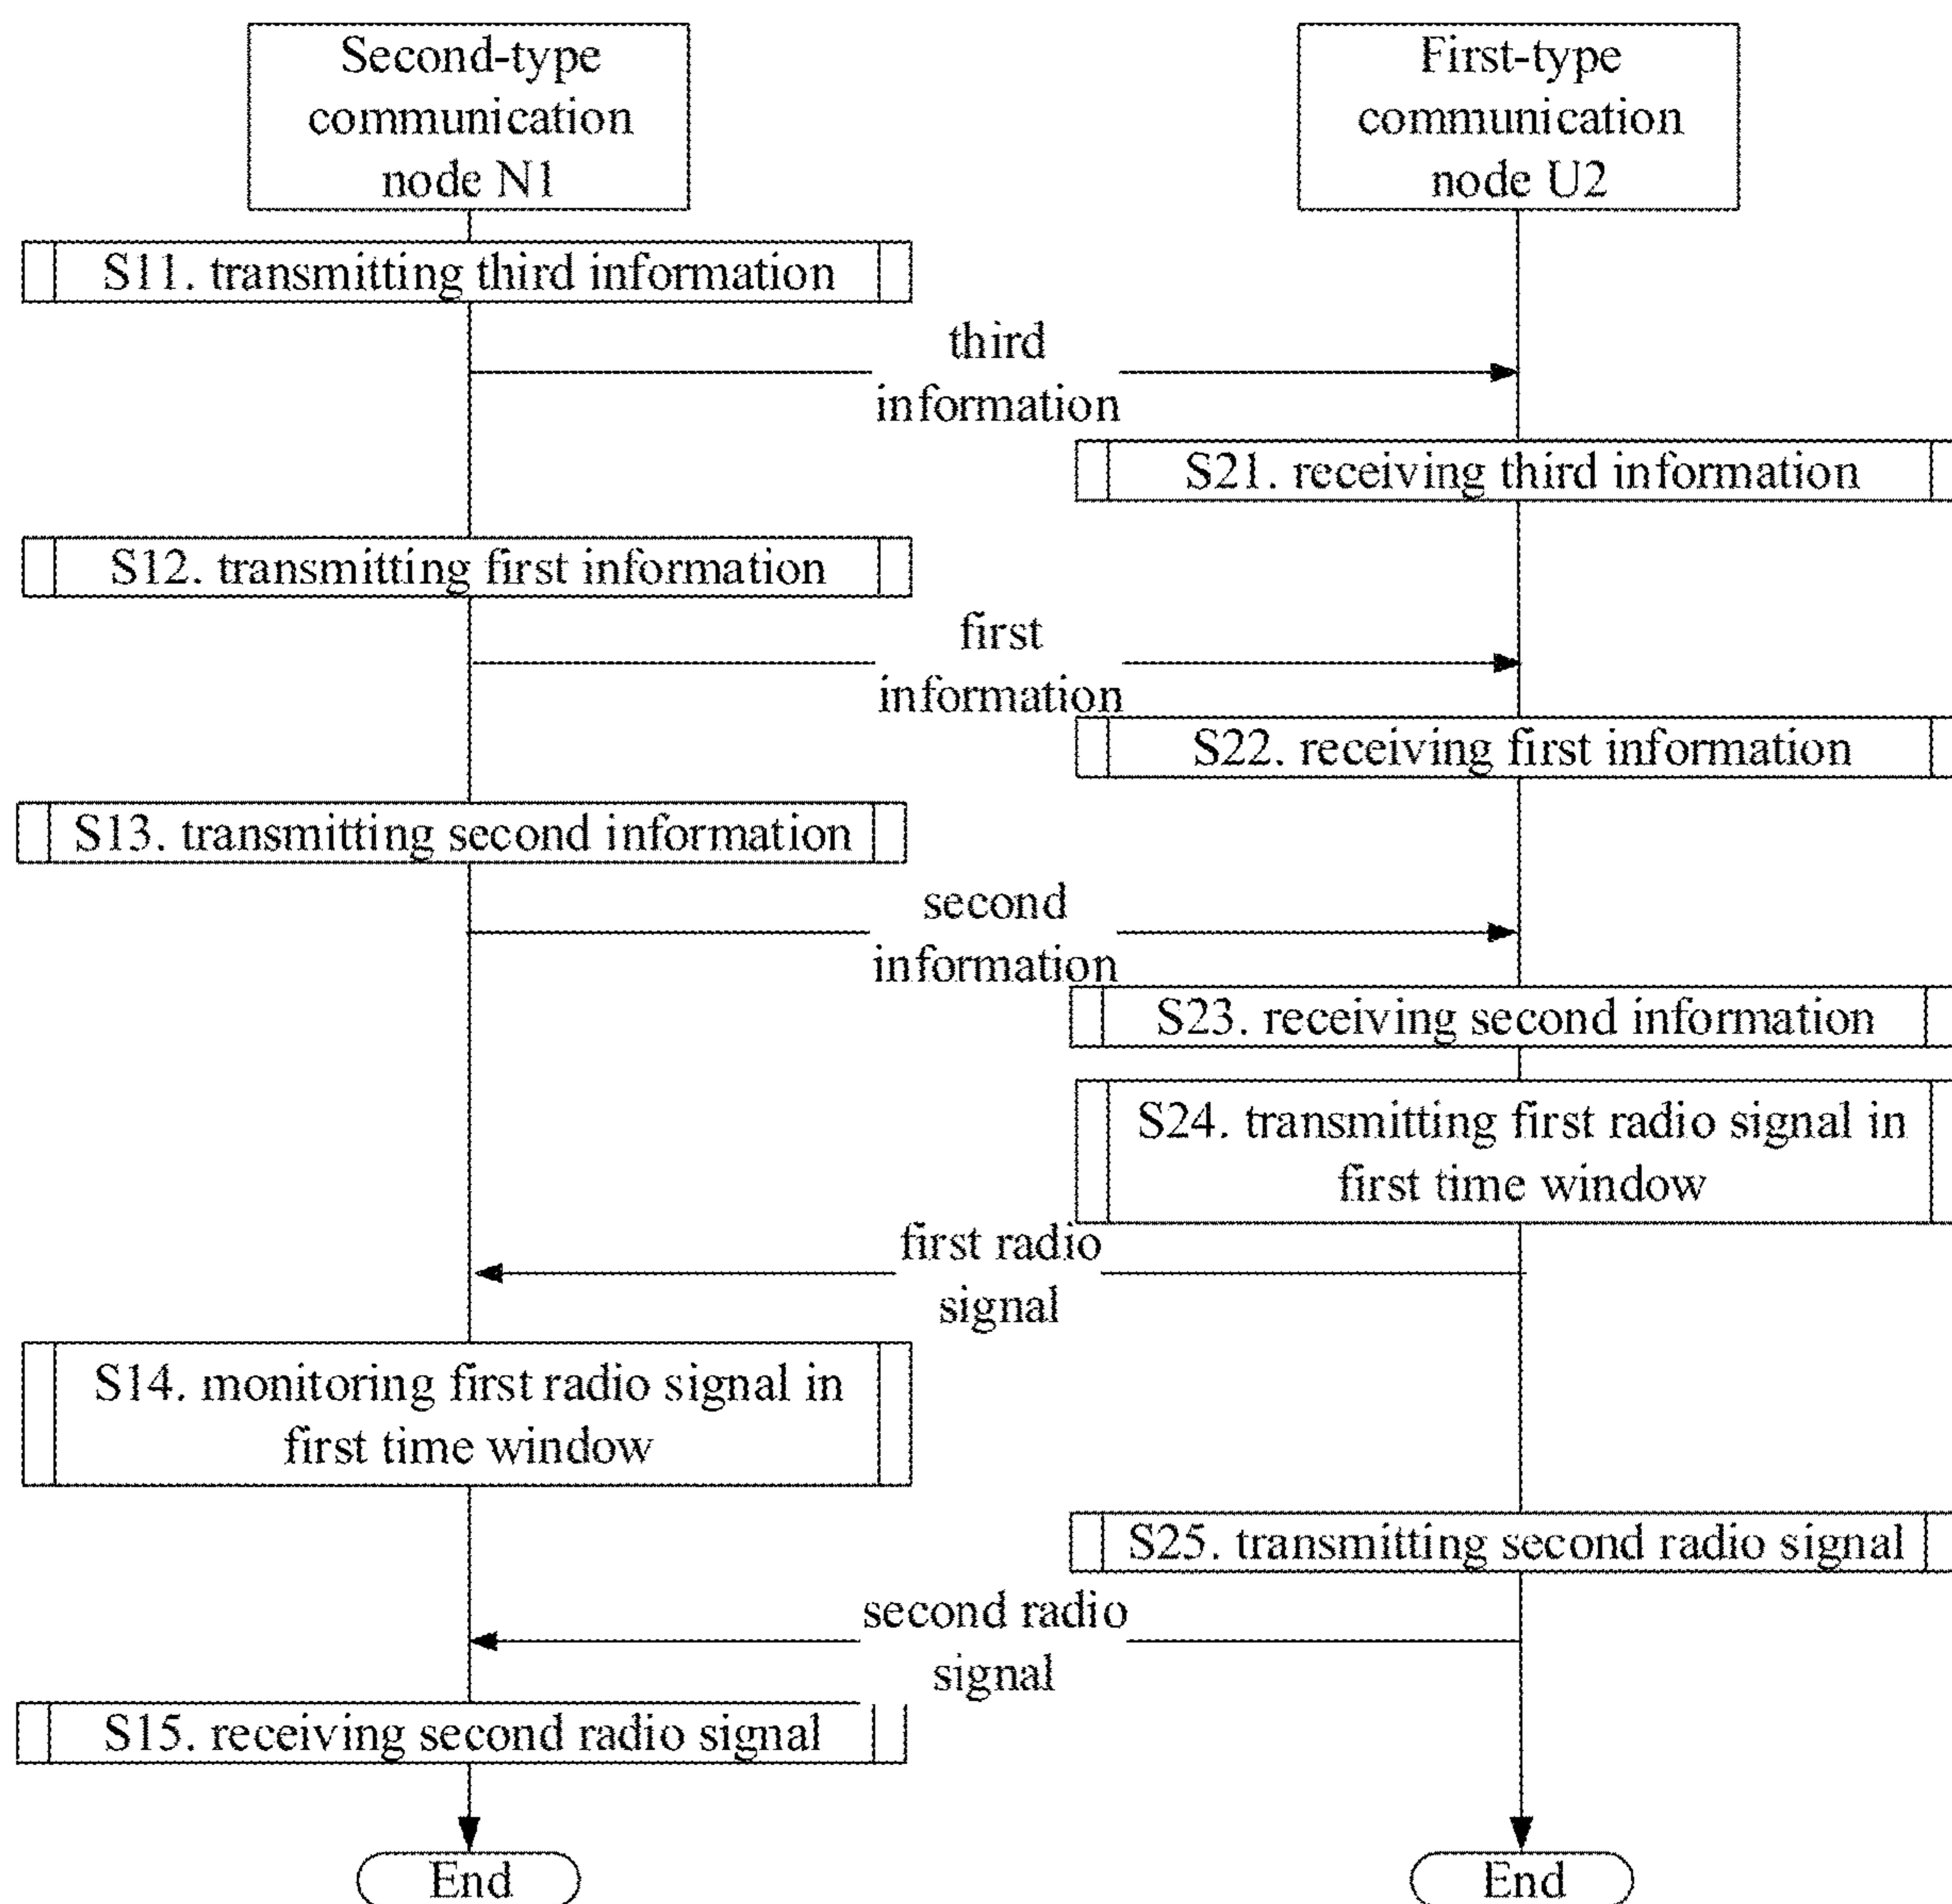 Second-type
communication
node N1
First-type
communication
node U2
S11. transmitting third information
third
information
S21. receiving third information
S12. transmitting first information
first
information
S22. receiving first information
S13. transmitting second information
second
information
S23. receiving second information
S24. transmitting first radio signal in
first time window
first radio
signal
S14. monitoring first radio signal in
first time window
S25. transmitting second radio signal
second radio
signal
S15. receiving second radio signal
End
End